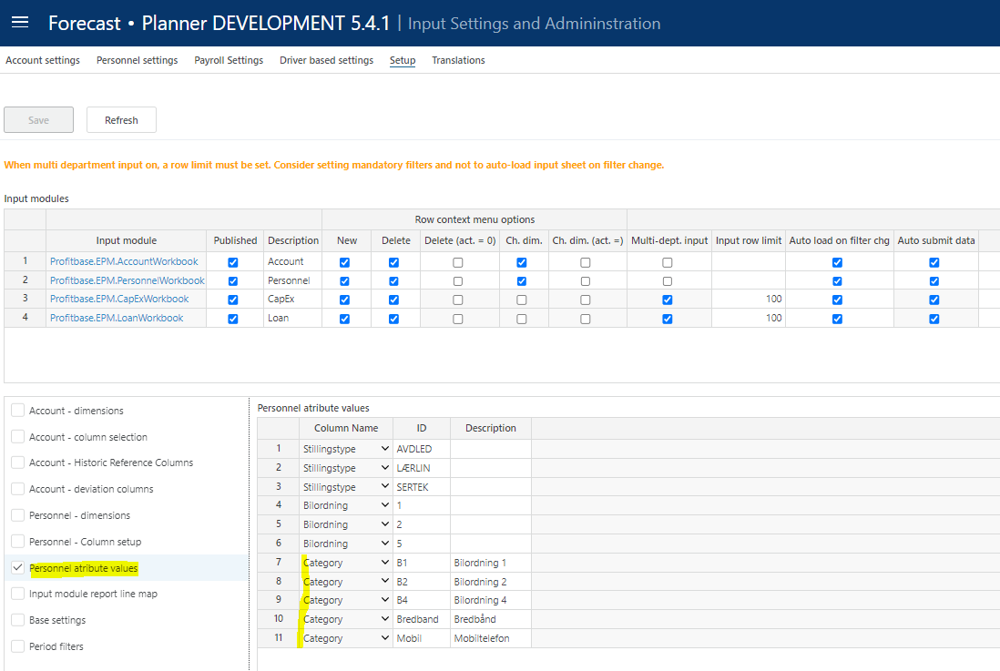 Forecast • Planner DEVELOPMENT 5.4.1 | Input Settings and Admininstration
Account settings Personnel settings Payroll Settings Driver based settings Setup Translations
Save Refresh
When multi department input on, a row limit must be set. Consider setting mandatory filters and not to auto-load input sheet on filter change.
Input modules
Row context menu options
Input module Published Description New Delete Delete (act. = 0) Ch. dim. Ch. dim. (act. =) Multi-dept. input Input row limit Auto load on filter chg Auto submit data
1 Profitbase.EPM.AccountWorkbook Account
2 Profitbase.EPM.PersonnelWorkbook Personnel
3 Profitbase.EPM.CapExWorkbook CapEx 100
4 Profitbase.EPM.LoanWorkbook Loan 100
Account - dimensions
Account - column selection
Account - Historic Reference Columns
Account - deviation columns
Personnel - dimensions
Personnel - Column setup
Personnel atribute values
Input module report line map
Base settings
Period filters
Personnel atribute values
Column Name ID Description
1 Stillingstype AVDLED
2 Stillingstype LÆRLIN
3 Stillingstype SERTEK
4 Bilordning 1
5 Bilordning 2
6 Bilordning 5
7 Category B1 Bilordning 1
8 Category B2 Bilordning 2
9 Category B4 Bilordning 4
10 Category Bredband Bredbånd
11 Category Mobil Mobiltelefon